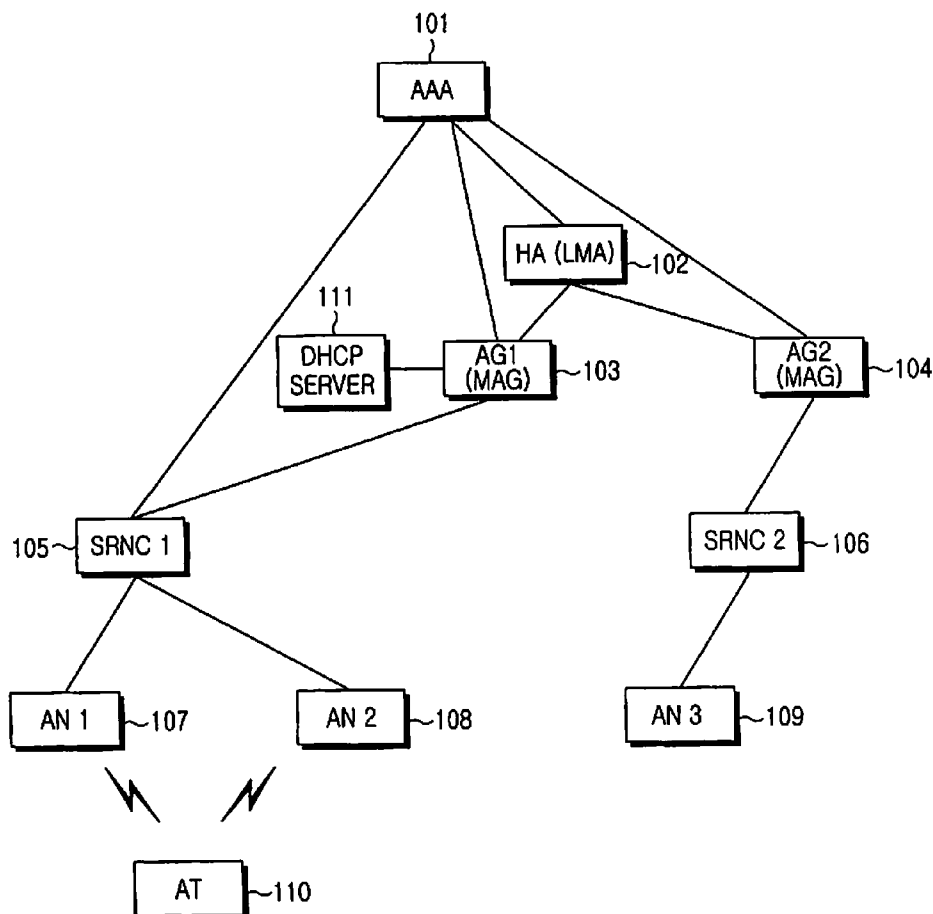 101
AAA
HA (LMA)
102
111
DHCP
SERVER
AG1
(MAG)
103
AG2
(MAG)
104
105
SRNC 1
SRNC 2
106
AN 1
107
AN 2
108
AN 3
109
AT
110